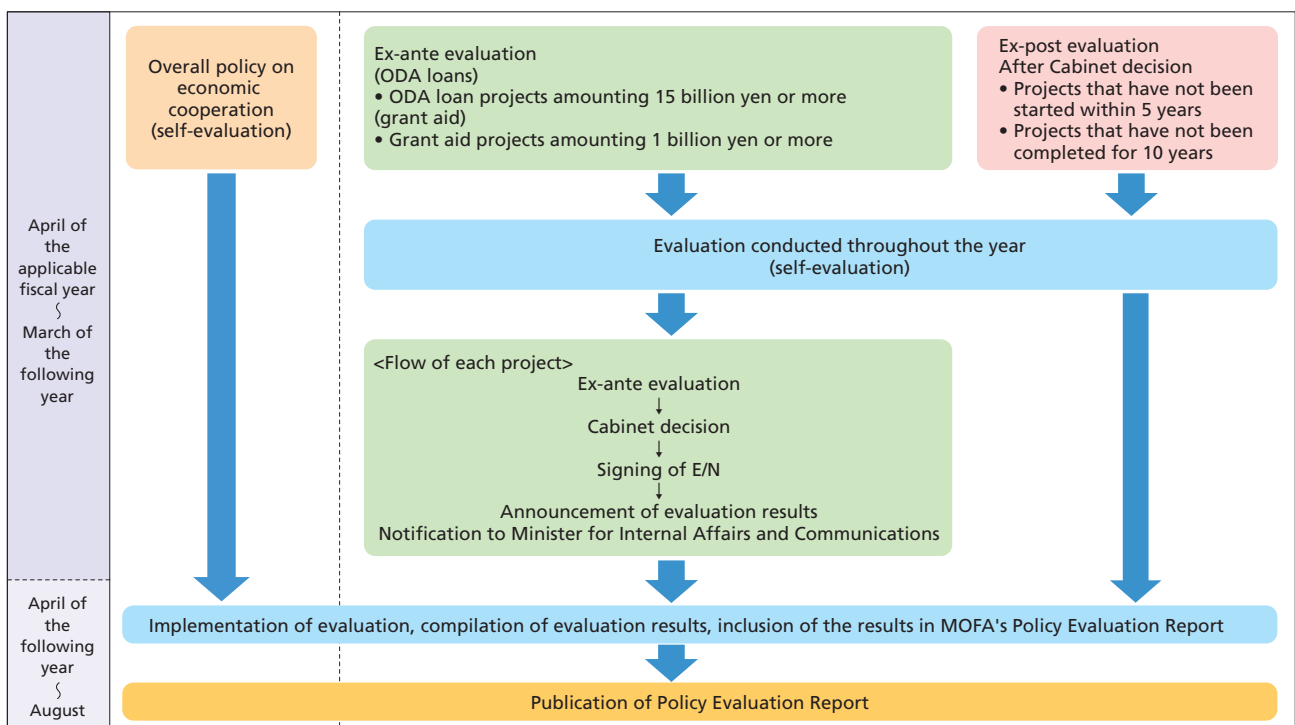 April of
the
applicable
fiscal year
~
March of
the
following
year
Overall policy on
economic
cooperation
(self-evaluation)
Ex-ante evaluation
(ODA loans)
• ODA loan projects amounting 15 billion yen or more
(grant aid)
• Grant aid projects amounting 1 billion yen or more
Ex-post evaluation
After Cabinet decision
• Projects that have not been
started within 5 years
• Projects that have not been
completed for 10 years
Evaluation conducted throughout the year
(self-evaluation)
<Flow of each project>
Ex-ante evaluation
↓
Cabinet decision
↓
Signing of E/N
↓
Announcement of evaluation results
Notification to Minister for Internal Affairs and Communications
April of
the
following
year
~
August
Implementation of evaluation, compilation of evaluation results, inclusion of the results in MOFA's Policy Evaluation Report
Publication of Policy Evaluation Report